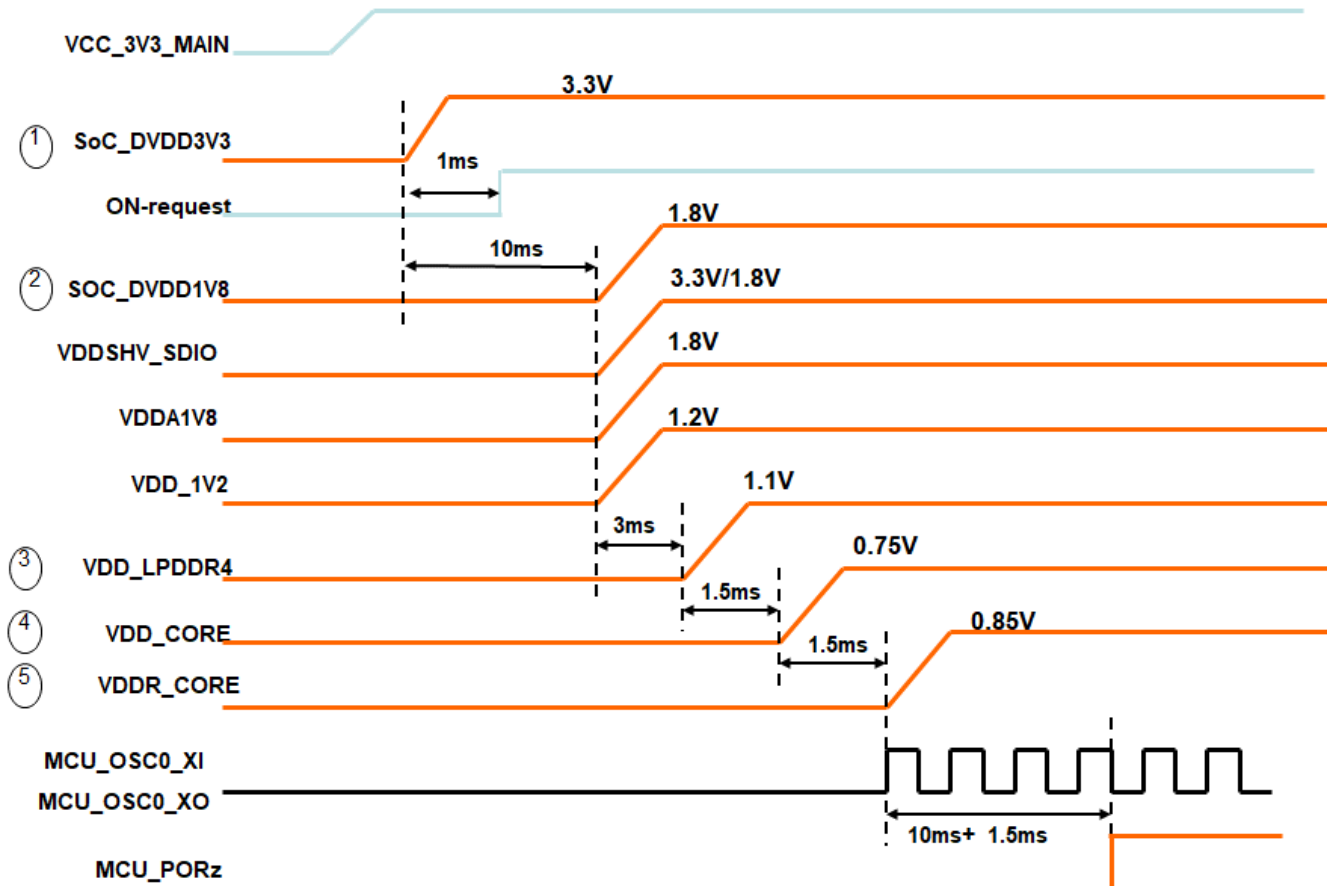 VCC_3V3_MAIN
3.3V
1 SoC_DVDD3V3
1ms
ON-request
1.8V
10ms
2 SOC_DVDD1V8
3.3V/1.8V
VDDSHV_SDIO
1.8V
VDDA1V8
1.2V
VDD_1V2
1.1V
3ms
0.75V
3 VDD_LPDDR4
1.5ms
4 VDD_CORE
0.85V
1.5ms
5 VDDR_CORE
MCU_OSC0_XI
MCU_OSC0_XO
10ms+ 1.5ms
MCU_PORz